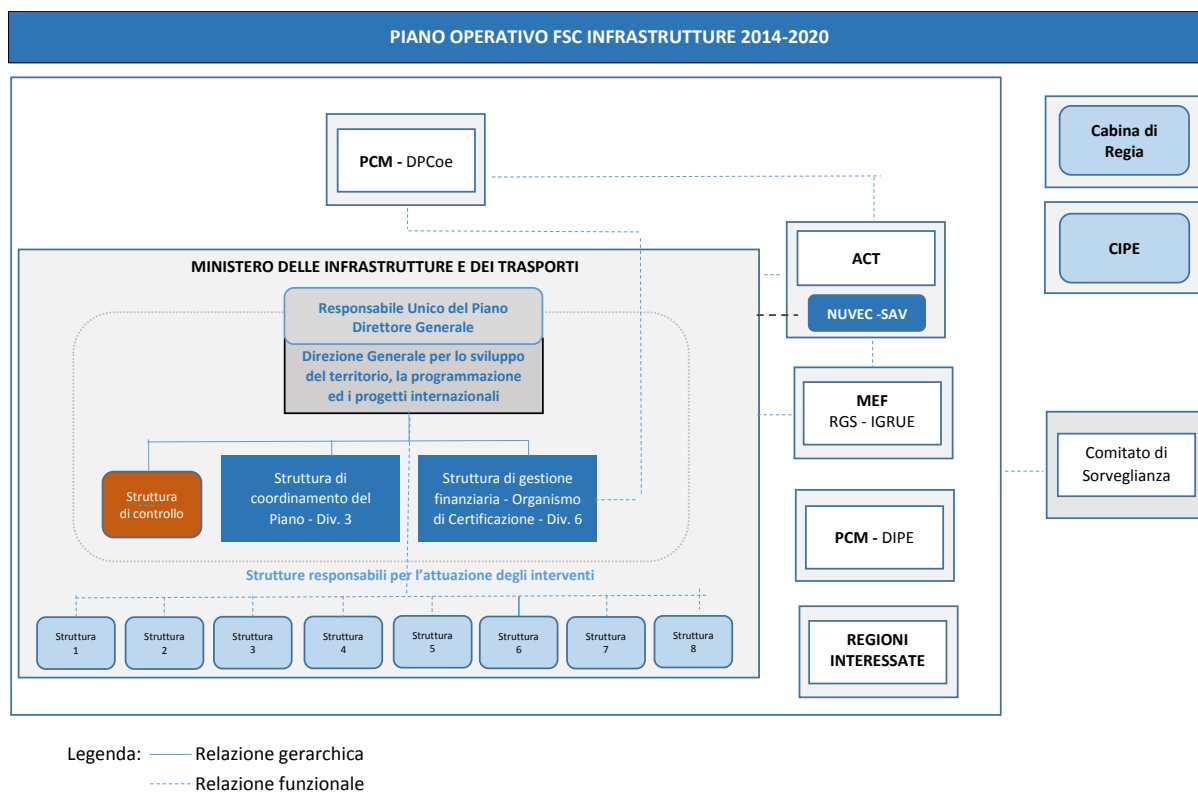 PIANO OPERATIVO FSC INFRASTRUTTURE 2014-2020
Cabina di
Regia
PCM - DPCoe
CIPE
ACT
NUVEC -SAV
MINISTERO DELLE INFRASTRUTTURE E DEI TRASPORTI
Responsabile Unico del Piano
Direttore Generale
Direzione Generale per lo sviluppo
del territorio, la programmazione
ed i progetti internazionali
MEF
RGS - IGRUE
Comitato di
Sorveglianza
Struttura
di controllo
Struttura di
coordinamento del
Piano - Div. 3
Struttura di gestione
finanziaria - Organismo
di Certificazione - Div. 6
PCM - DIPE
Strutture responsabili per l'attuazione degli interventi
Struttura
1
Struttura
2
Struttura
3
Struttura
4
Struttura
5
Struttura
6
Struttura
7
Struttura
8
REGIONI
INTERESSATE
Legenda:
Relazione gerarchica
Relazione funzionale